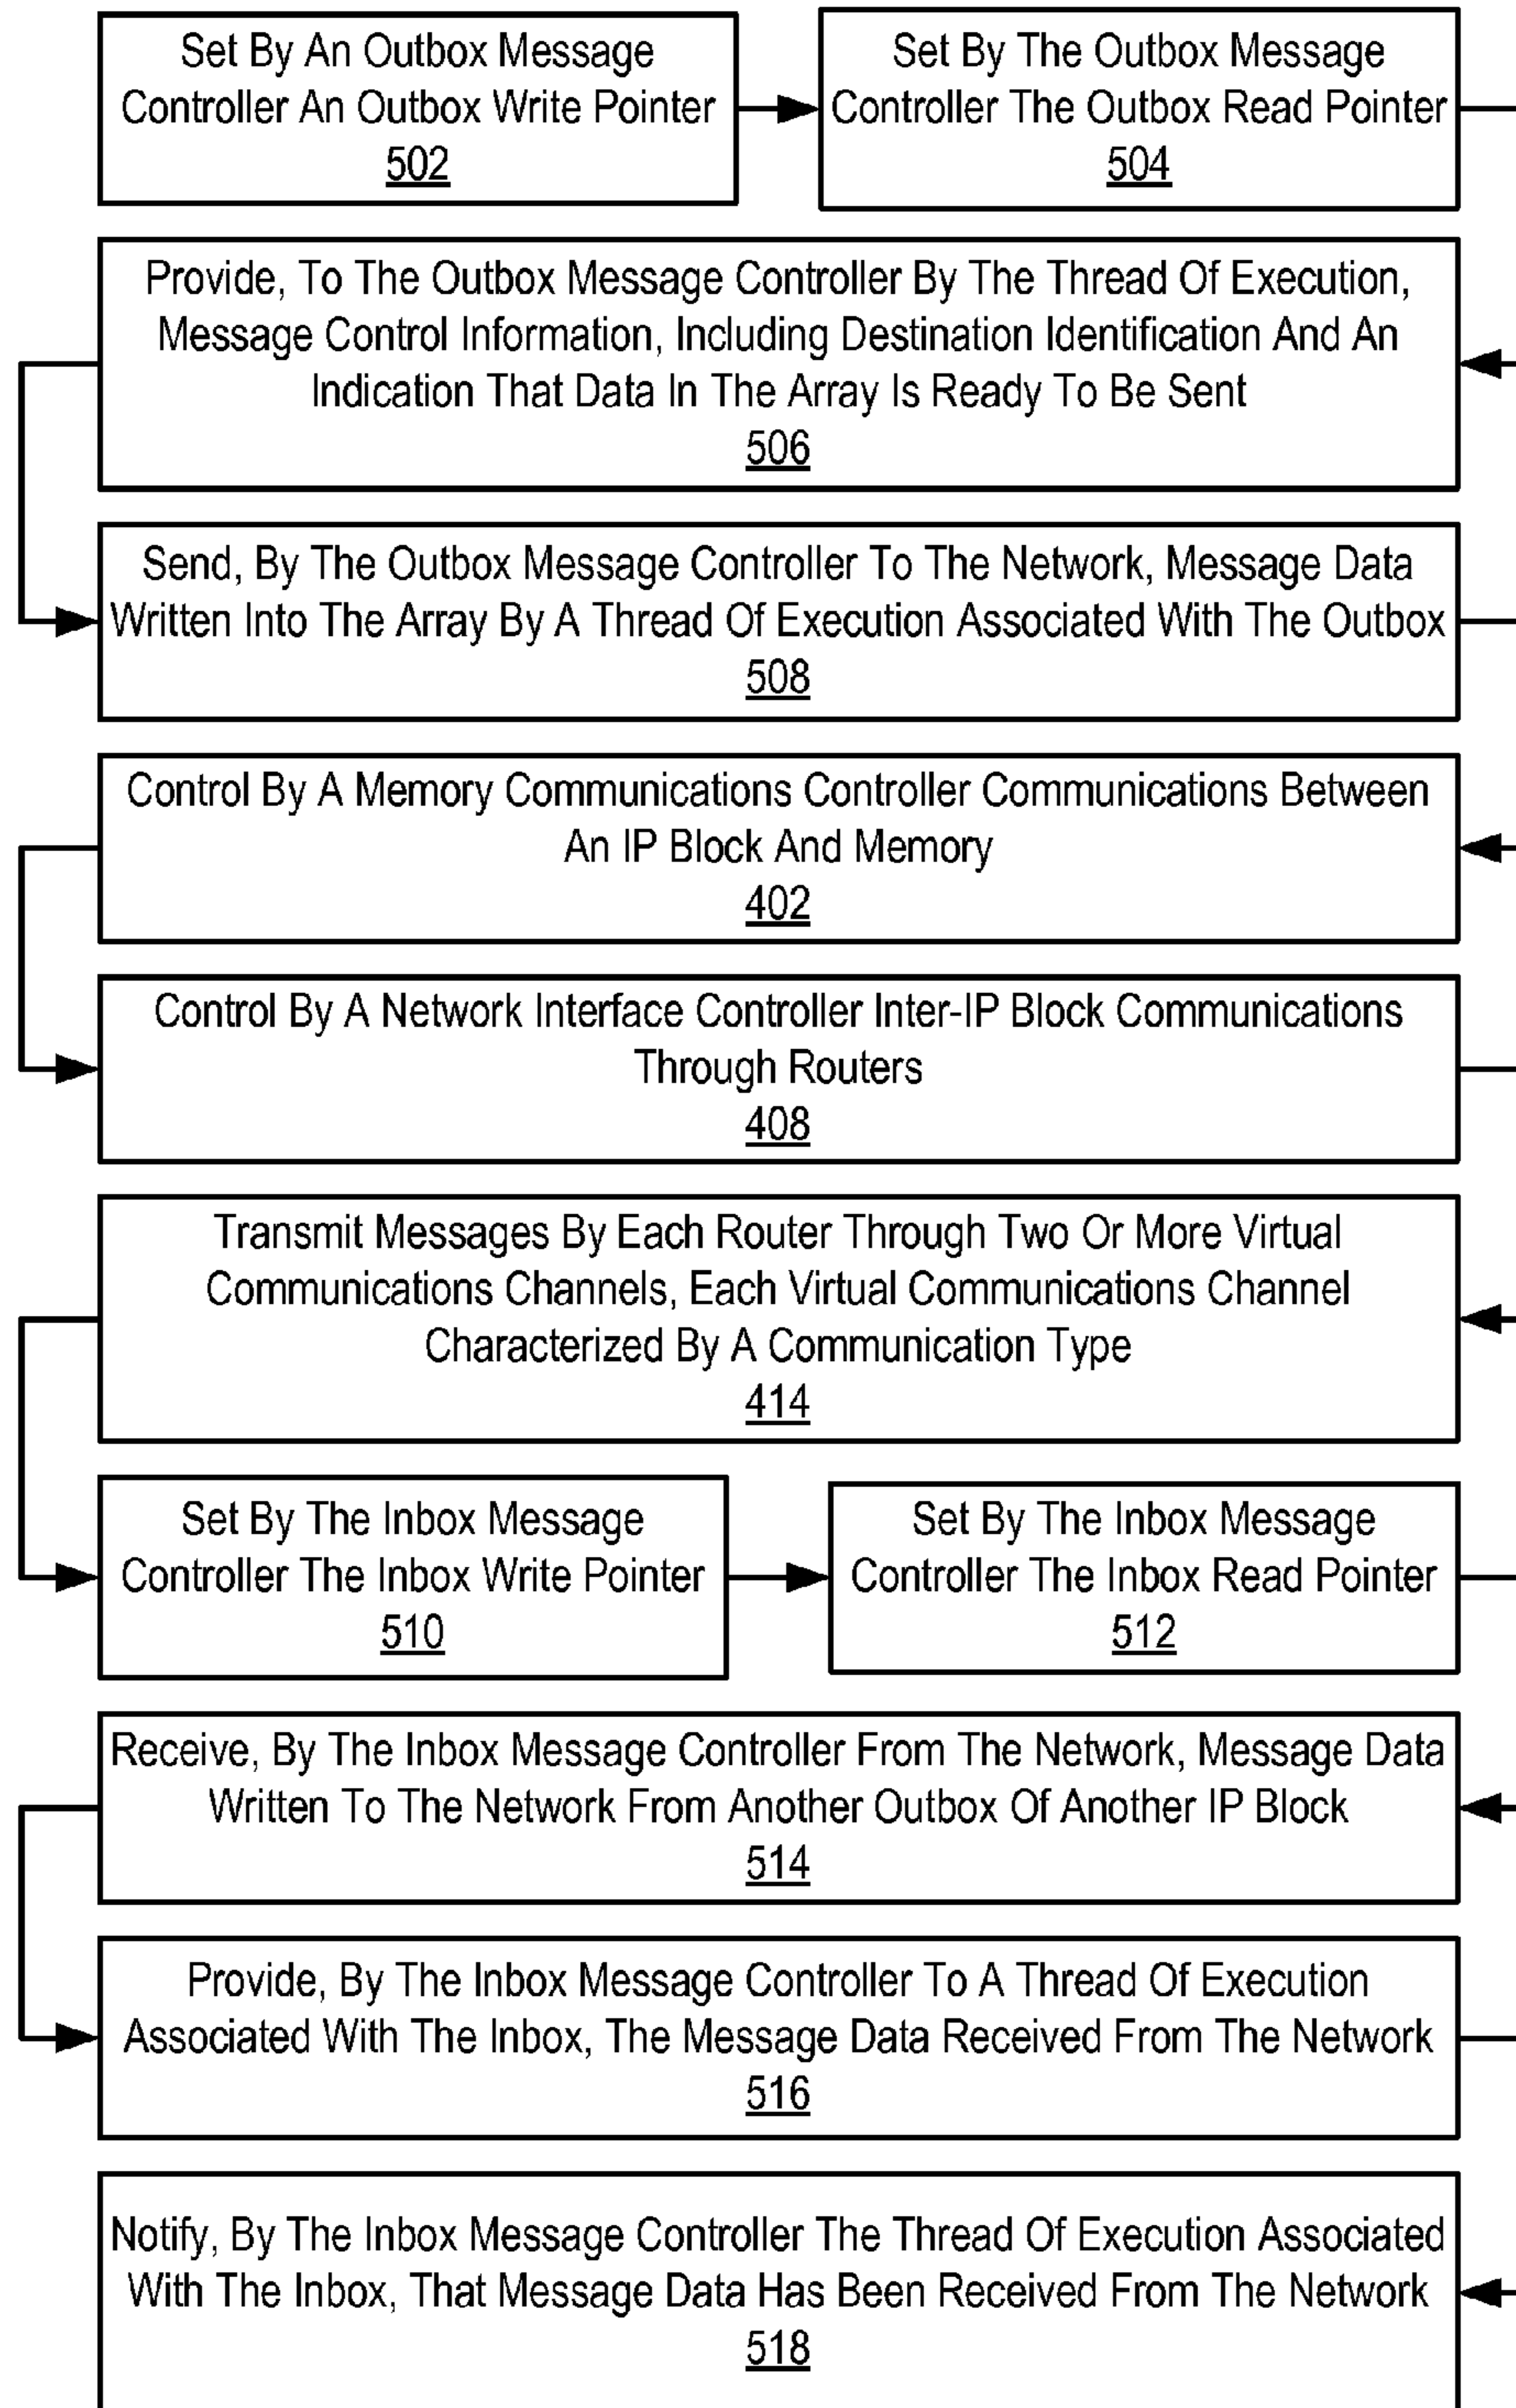 Set By An Outbox Message
Controller An Outbox Write Pointer
502
Set By The Outbox Message
Controller The Outbox Read Pointer
504
Provide, To The Outbox Message Controller By The Thread Of Execution,
Message Control Information, Including Destination Identification And An
Indication That Data In The Array Is Ready To Be Sent
506
Send, By The Outbox Message Controller To The Network, Message Data
Written Into The Array By A Thread Of Execution Associated With The Outbox
508
Control By A Memory Communications Controller Communications Between
An IP Block And Memory
402
Control By A Network Interface Controller Inter-IP Block Communications
Through Routers
408
Transmit Messages By Each Router Through Two Or More Virtual
Communications Channels, Each Virtual Communications Channel
Characterized By A Communication Type
414
Set By The Inbox Message
Controller The Inbox Write Pointer
510
Set By The Inbox Message
Controller The Inbox Read Pointer
512
Receive, By The Inbox Message Controller From The Network, Message Data
Written To The Network From Another Outbox Of Another IP Block
514
Provide, By The Inbox Message Controller To A Thread Of Execution
Associated With The Inbox, The Message Data Received From The Network
516
Notify, By The Inbox Message Controller The Thread Of Execution Associated
With The Inbox, That Message Data Has Been Received From The Network
518